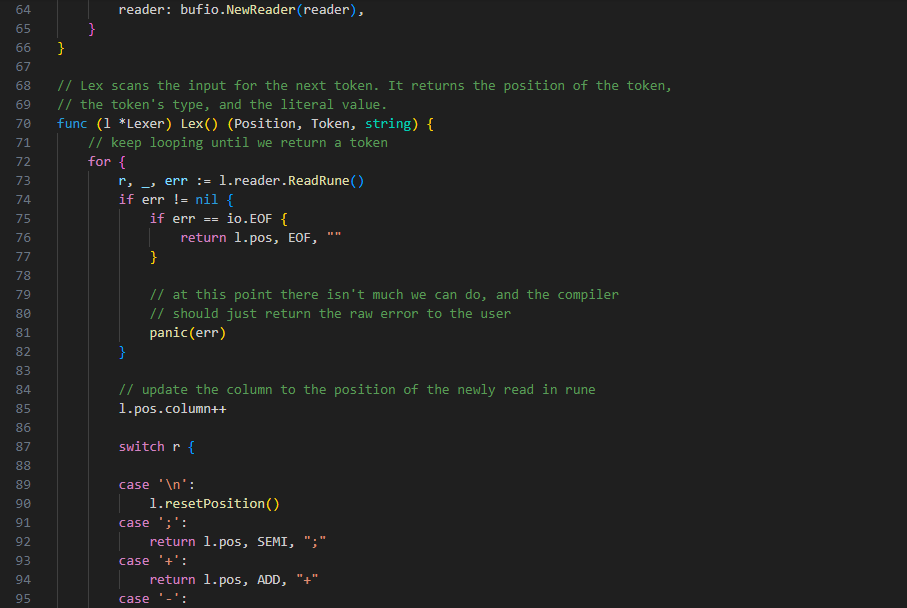 64 reader: bufio.NewReader(reader),
65 }
66 }
67
68 // Lex scans the input for the next token. It returns the position of the token,
69 // the token's type, and the literal value.
70 func (l *Lexer) Lex() (Position, Token, string) {
71 // keep looping until we return a token
72 for {
73 r, _, err := l.reader.ReadRune()
74 if err != nil {
75 if err == io.EOF {
76 return l.pos, EOF, ""
77 }
78
79 // at this point there isn't much we can do, and the compiler
80 // should just return the raw error to the user
81 panic(err)
82 }
83
84 // update the column to the position of the newly read in rune
85 l.pos.column++
86
87 switch r {
88
89 case '\n':
90 l.resetPosition()
91 case ';':
92 return l.pos, SEMI, ";"
93 case '+':
94 return l.pos, ADD, "+"
95 case '-':